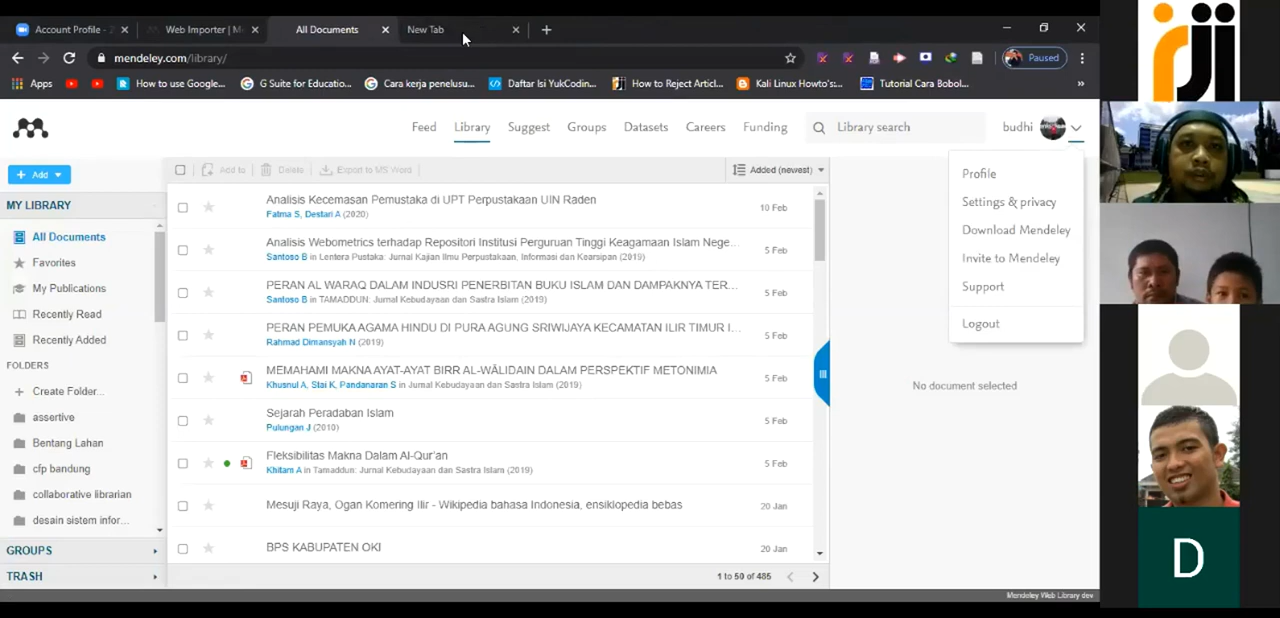 Account Profile - Z
Web Importer | M
All Documents
New Tab
mendeley.com/library/
Paused
Apps
How to use Google...
G Suite for Educatio...
Cara kerja penelusu...
Daftar Isi YukCodin...
How to Reject Articl...
Kali Linux Howto's:...
Tutorial Cara Bobol...
»
Feed
Library
Suggest
Groups
Datasets
Careers
Funding
Library search
budhi
+ Add
Add to
Delete
Export to MS Word
Added (newest)
Profile
Settings & privacy
Download Mendeley
Invite to Mendeley
Support
Logout
MY LIBRARY
All Documents
Favorites
My Publications
Recently Read
Recently Added
FOLDERS
+ Create Folder...
assertive
Bentang Lahan
cfp bandung
collaborative librarian
desain sistem infor...
GROUPS
TRASH
Analisis Kecemasan Pemustaka di UPT Perpustakaan UIN Raden
Fatma S, Destari A (2020)
10 Feb
Analisis Webometrics terhadap Repositori Institusi Perguruan Tinggi Keagamaan Islam Nege...
Santoso B in Lentera Pustaka: Jurnal Kajian Ilmu Perpustakaan, Informasi dan Kearsipan (2019)
5 Feb
PERAN AL WARAQ DALAM INDUSRI PENERBITAN BUKU ISLAM DAN DAMPAKNYA TER...
Santoso B in TAMADDUN: Jurnal Kebudayaan dan Sastra Islam (2019)
5 Feb
PERAN PEMUKA AGAMA HINDU DI PURA AGUNG SRIWIJAYA KECAMATAN ILIR TIMUR I...
Rahmad Dimansyah N (2019)
5 Feb
MEMAHAMI MAKNA AYAT-AYAT BIRR AL-WÂLIDAIN DALAM PERSPEKTIF METONIMIA
Khusnul A, Stai K, Pandanaran S in Jurnal Kebudayaan dan Sastra Islam (2019)
5 Feb
Sejarah Peradaban Islam
Pulungan J (2010)
5 Feb
Fleksibilitas Makna Dalam Al-Qur'an
Khitam A in Tamaddun: Jurnal Kebudayaan dan Sastra Islam (2019)
5 Feb
Mesuji Raya, Ogan Komering Ilir - Wikipedia bahasa Indonesia, ensiklopedia bebas
20 Jan
BPS KABUPATEN OKI
20 Jan
1 to 50 of 485
No document selected
Mendeley Web Library dev
rji
D